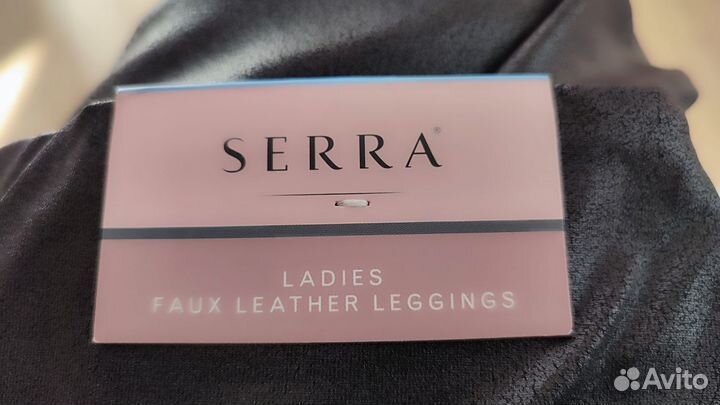 SERRA®
LADIES
FAUX LEATHER LEGGINGS
Avito